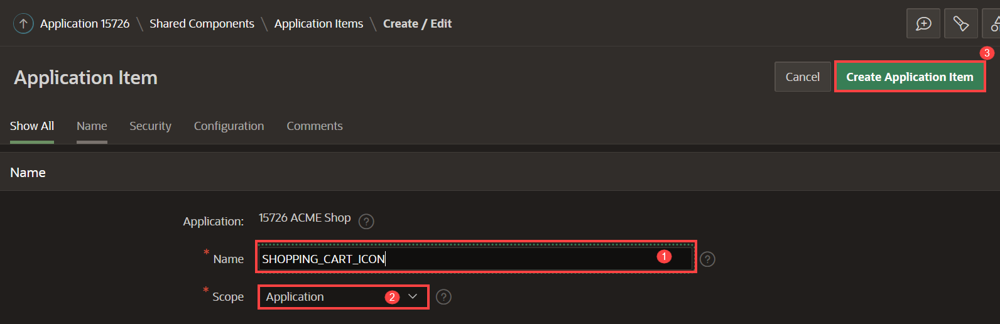 Application 15726 \ Shared Components \ Application Items \ Create / Edit
3
Application Item
Cancel
Create Application Item
Show All Name Security Configuration Comments
Name
Application: 15726 ACME Shop ?
* Name SHOPPING_CART_ICON 1 ?
* Scope Application 2 ?